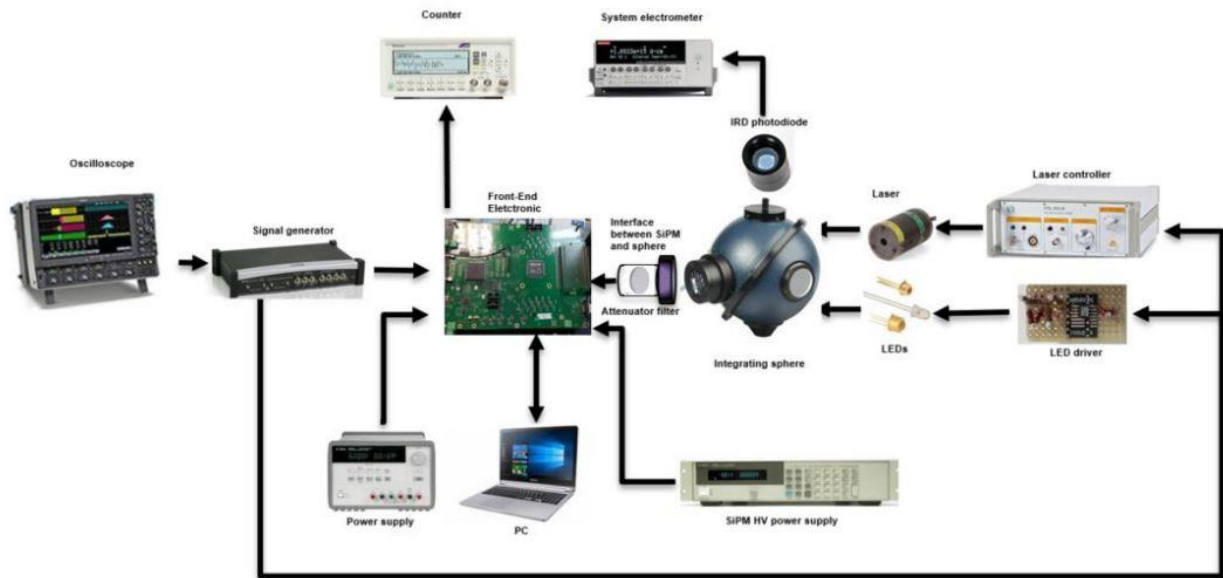 Counter
System electrometer
IRD photodiode
Oscilloscope
Laser controller
Laser
Front-End
Eletctronic
Interface
between SiPM
and sphere
Signal generator
Attenuator filter
LEDs
LED driver
Integrating sphere
Power supply
PC
SiPM HV power supply